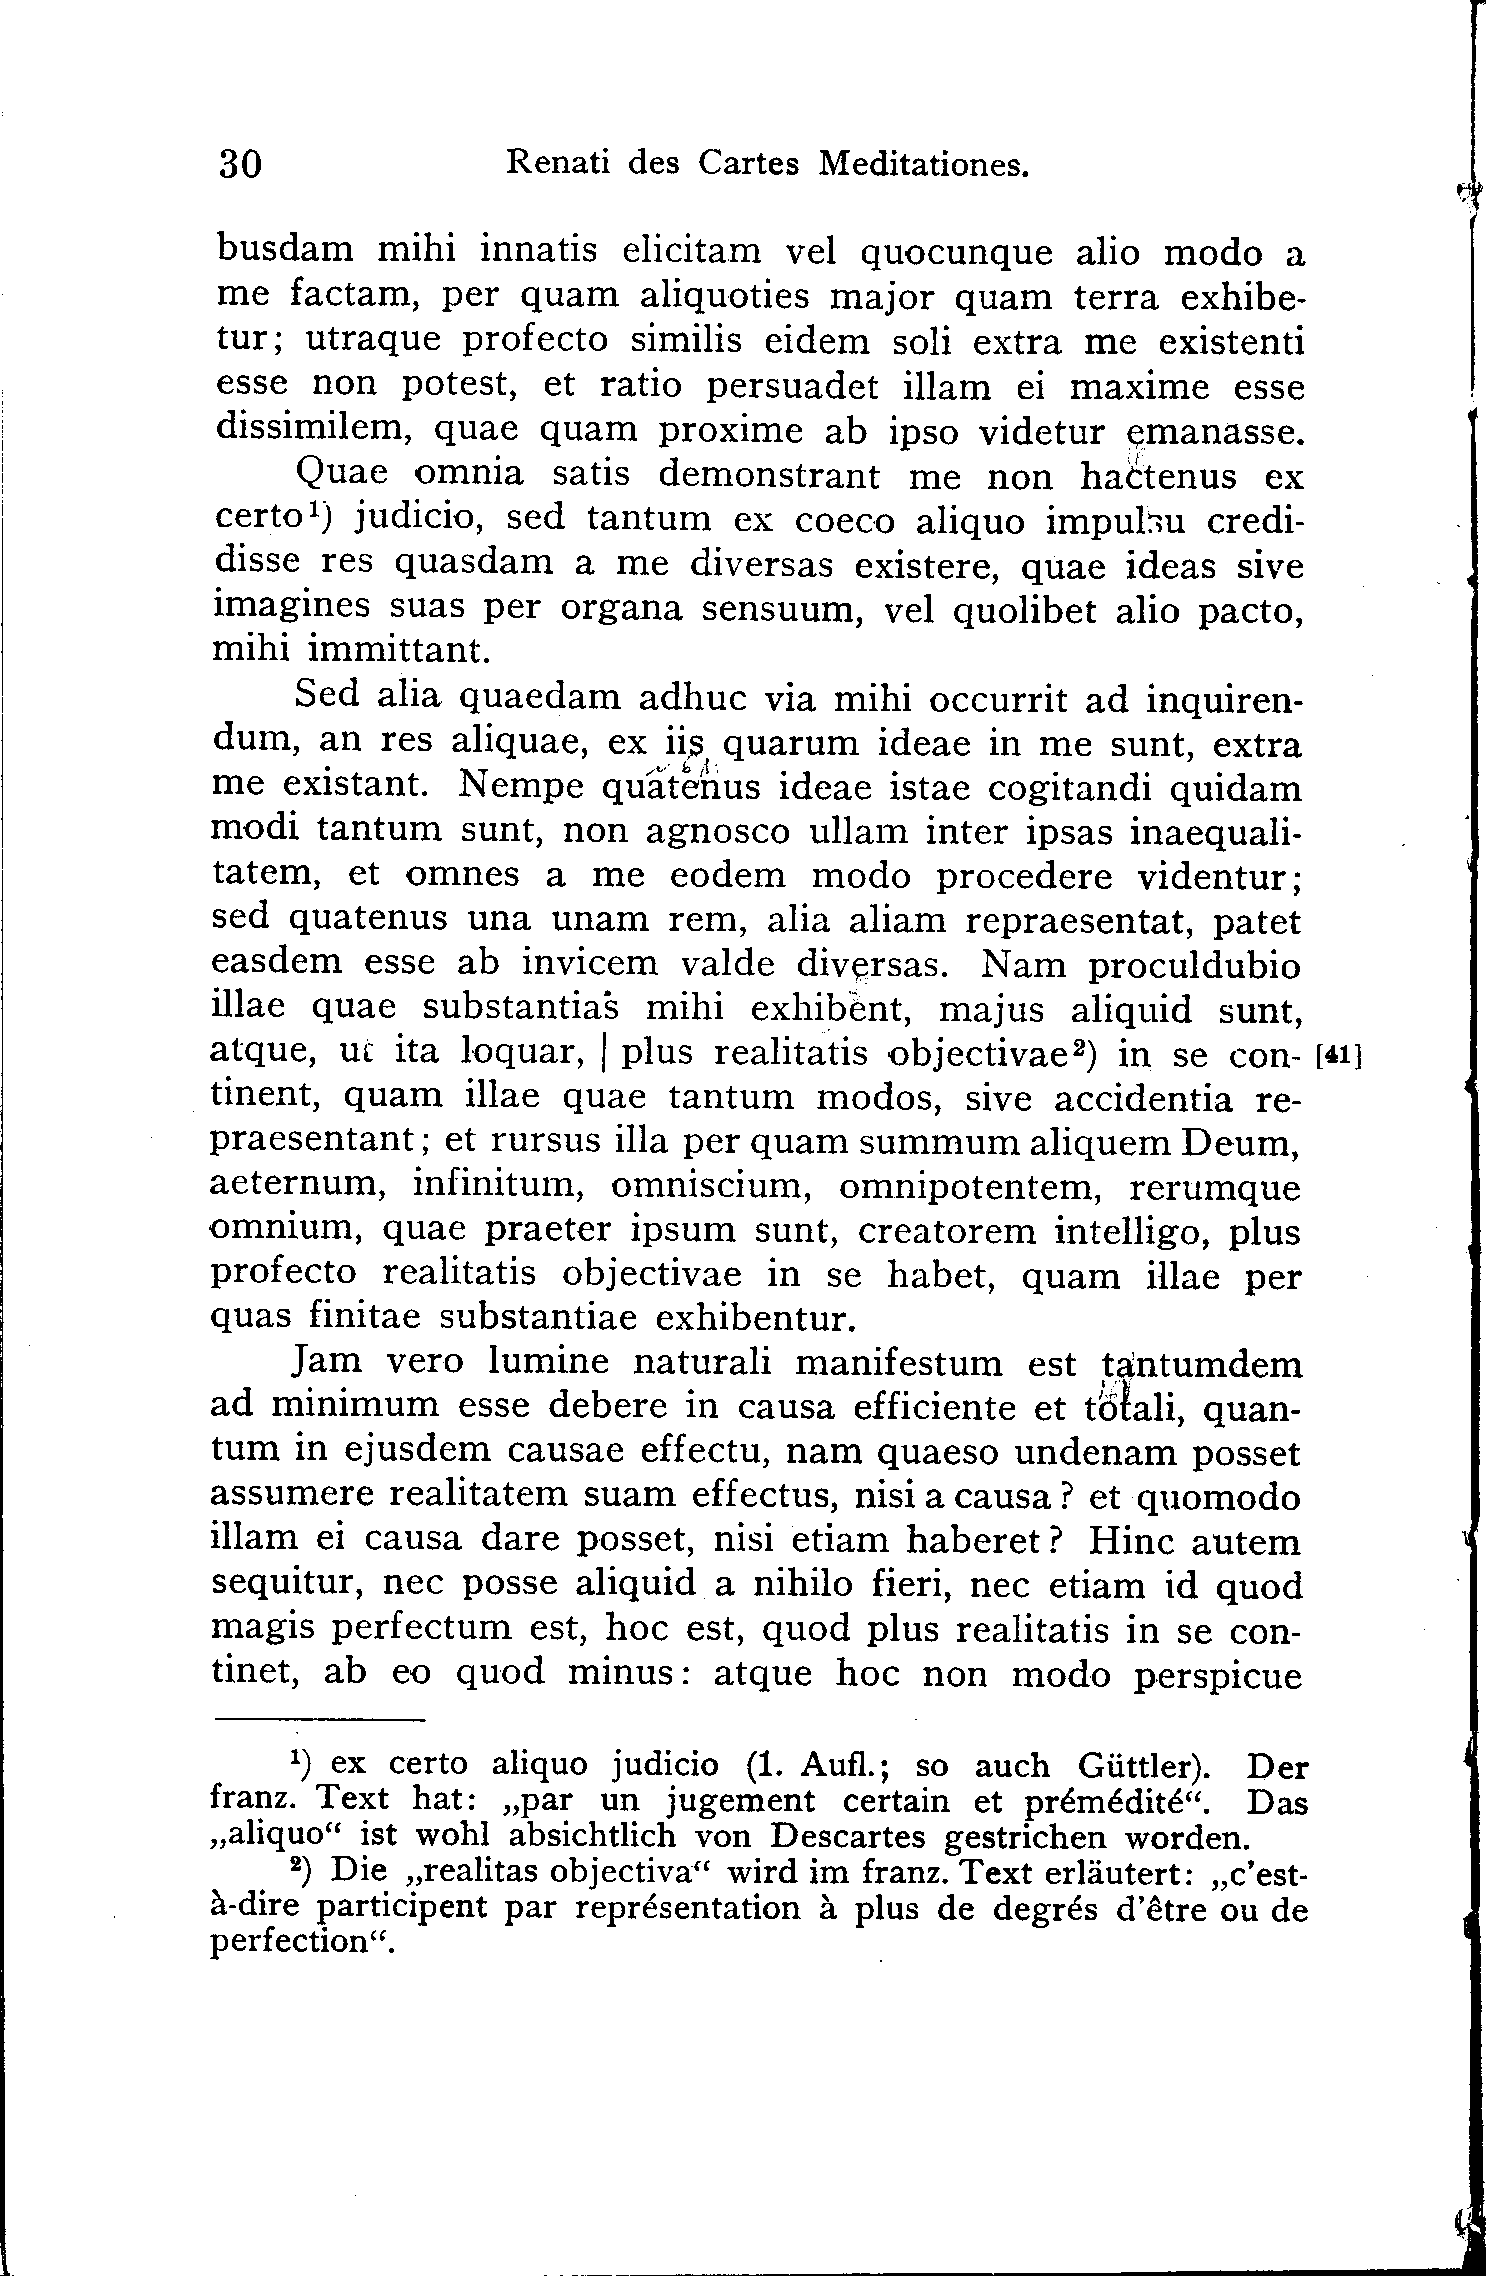 30 Renati des Cartes Meditationes.
busdam mihi innatis elicitam vel quocunque alio modo a
me factam, per quam aliquoties major quam terra exhibe-
tur; utraque profecto similis eidem soli extra me existenti
esse non potest, et ratio persuadet illam ei maxime esse
dissimilem, quae quam proxime ab ipso videtur emanasse.
Quae omnia satis demonstrant me non hactenus ex
certo¹) judicio, sed tantum ex coeco aliquo impulsu credi-
disse res quasdam a me diversas existere, quae ideas sive
imagines suas per organa sensuum, vel quolibet alio pacto,
mihi immittant.
Sed alia quaedam adhuc via mihi occurrit ad inquiren-
dum, an res aliquae, ex iis quarum ideae in me sunt, extra
me existant. Nempe quatenus ideae istae cogitandi quidam
modi tantum sunt, non agnosco ullam inter ipsas inaequali-
tatem, et omnes a me eodem modo procedere videntur;
sed quatenus una unam rem, alia aliam repraesentat, patet
easdem esse ab invicem valde diversas. Nam proculdubio
illae quae substantias mihi exhibent, majus aliquid sunt,
atque, ut ita loquar, | plus realitatis objectivae²) in se con- [41]
tinent, quam illae quae tantum modos, sive accidentia re-
praesentant; et rursus illa per quam summum aliquem Deum,
aeternum, infinitum, omniscium, omnipotentem, rerumque
omnium, quae praeter ipsum sunt, creatorem intelligo, plus
profecto realitatis objectivae in se habet, quam illae per
quas finitae substantiae exhibentur.
Jam vero lumine naturali manifestum est tantumdem
ad minimum esse debere in causa efficiente et totali, quan-
tum in ejusdem causae effectu, nam quaeso undenam posset
assumere realitatem suam effectus, nisi a causa? et quomodo
illam ei causa dare posset, nisi etiam haberet? Hinc autem
sequitur, nec posse aliquid a nihilo fieri, nec etiam id quod
magis perfectum est, hoc est, quod plus realitatis in se con-
tinet, ab eo quod minus: atque hoc non modo perspicue
¹) ex certo aliquo judicio (1. Aufl.; so auch Güttler). Der
franz. Text hat: „par un jugement certain et prémédité“. Das
„aliquo“ ist wohl absichtlich von Descartes gestrichen worden.
²) Die „realitas objectiva“ wird im franz. Text erläutert: „c’est-
à-dire participent par représentation à plus de degrés d’être ou de
perfection“.